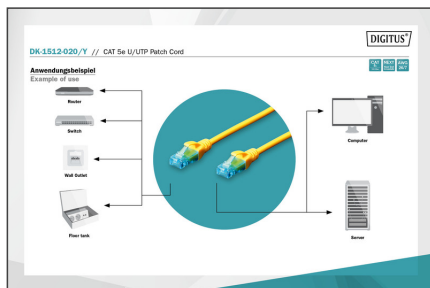 DIGITUS®
DK-1512-020/Y // CAT 5e U/UTP Patch Cord
Anwendungsbeispiel
Example of use
Router
Switch
Wall Outlet
Floor tank
Computer
Server